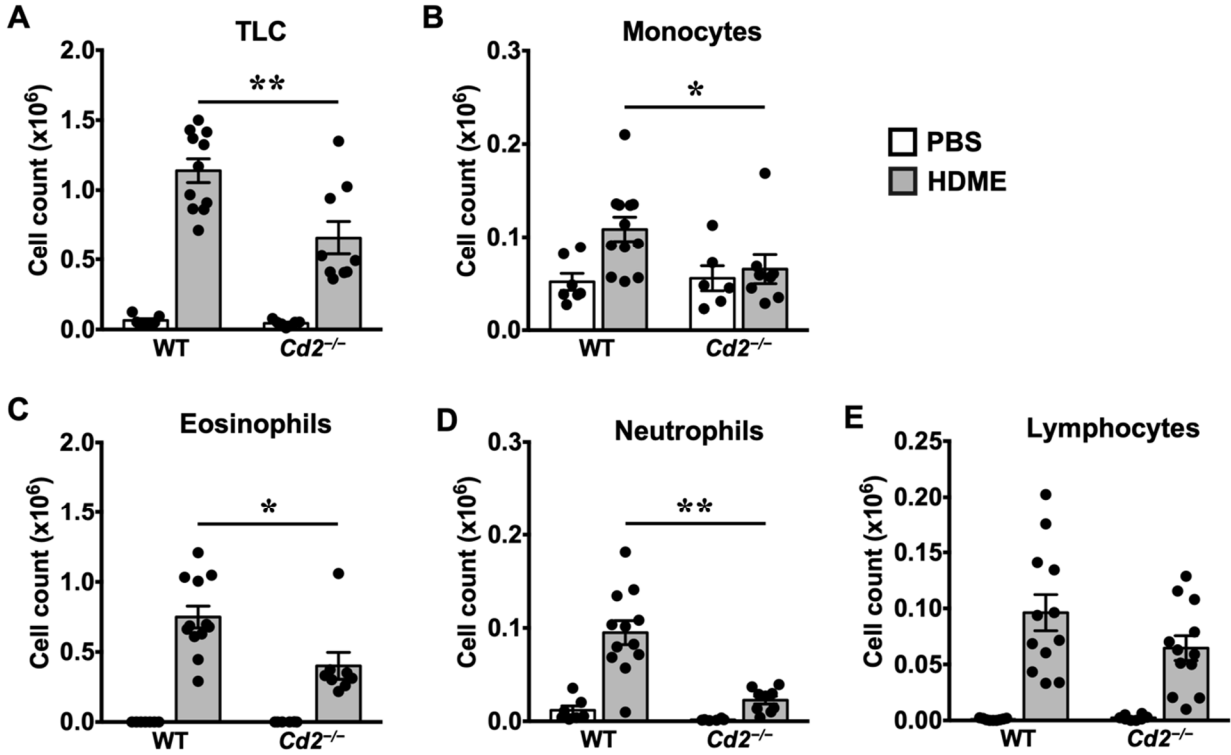 A
TLC
Cell count (x10⁶)
2.0
1.5
1.0
0.5
0.0
**
WT
Cd2⁻/⁻
B
Monocytes
Cell count (x10⁶)
0.3
0.2
0.1
0.0
*
WT
Cd2⁻/⁻
PBS
HDME
C
Eosinophils
Cell count (x10⁶)
2.0
1.5
1.0
0.5
0.0
*
WT
Cd2⁻/⁻
D
Neutrophils
Cell count (x10⁶)
0.3
0.2
0.1
0.0
**
WT
Cd2⁻/⁻
E
Lymphocytes
Cell count (x10⁶)
0.25
0.20
0.15
0.10
0.05
0.00
WT
Cd2⁻/⁻